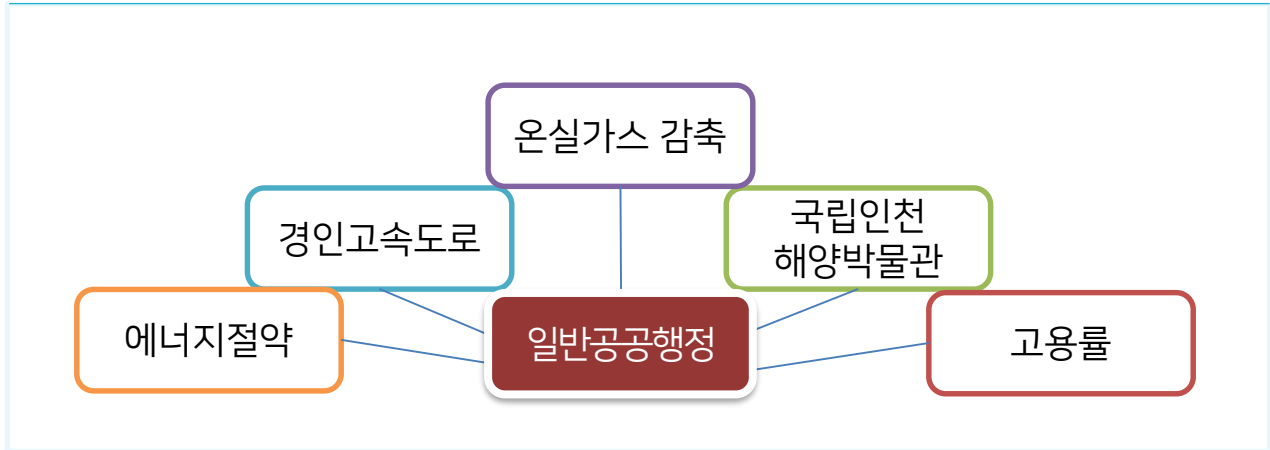 온실가스 감축
경인고속도로
국립인천
해양박물관
에너지절약
일반공공행정
고용률